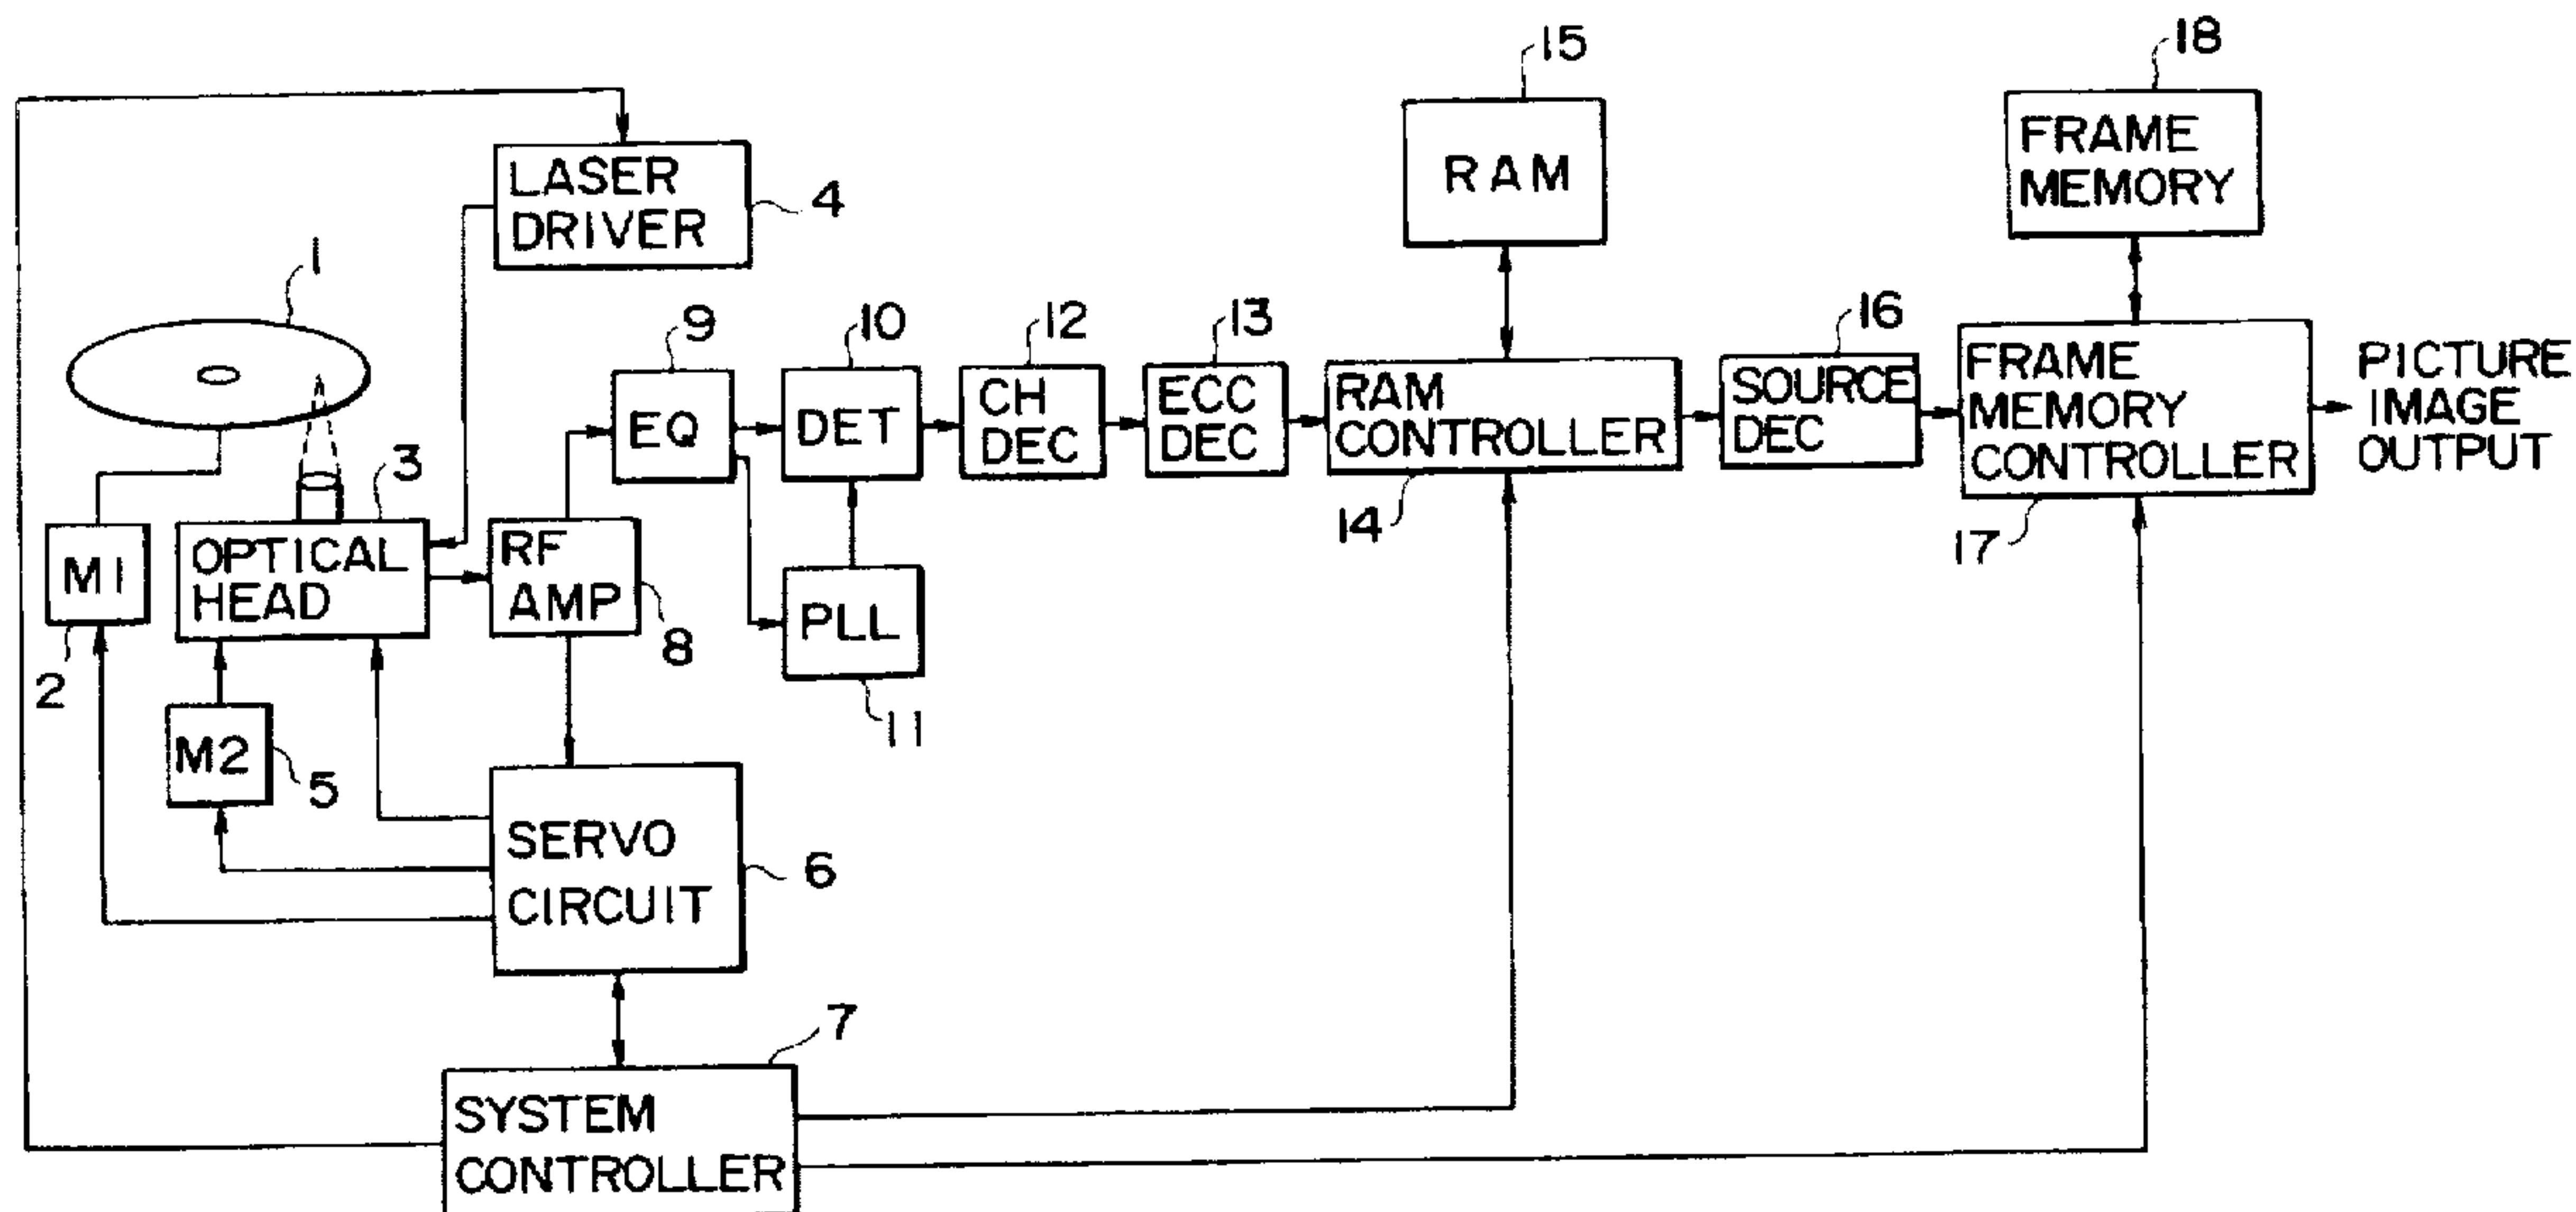 15
18
LASER
DRIVER
4
RAM
FRAME
MEMORY
1
9
10
12
13
16
EQ
DET
CH
DEC
ECC
DEC
RAM
CONTROLLER
SOURCE
DEC
FRAME
MEMORY
CONTROLLER
PICTURE
IMAGE
OUTPUT
3
14
17
M1
OPTICAL
HEAD
RF
AMP
PLL
2
8
11
M2
5
SERVO
CIRCUIT
6
7
SYSTEM
CONTROLLER